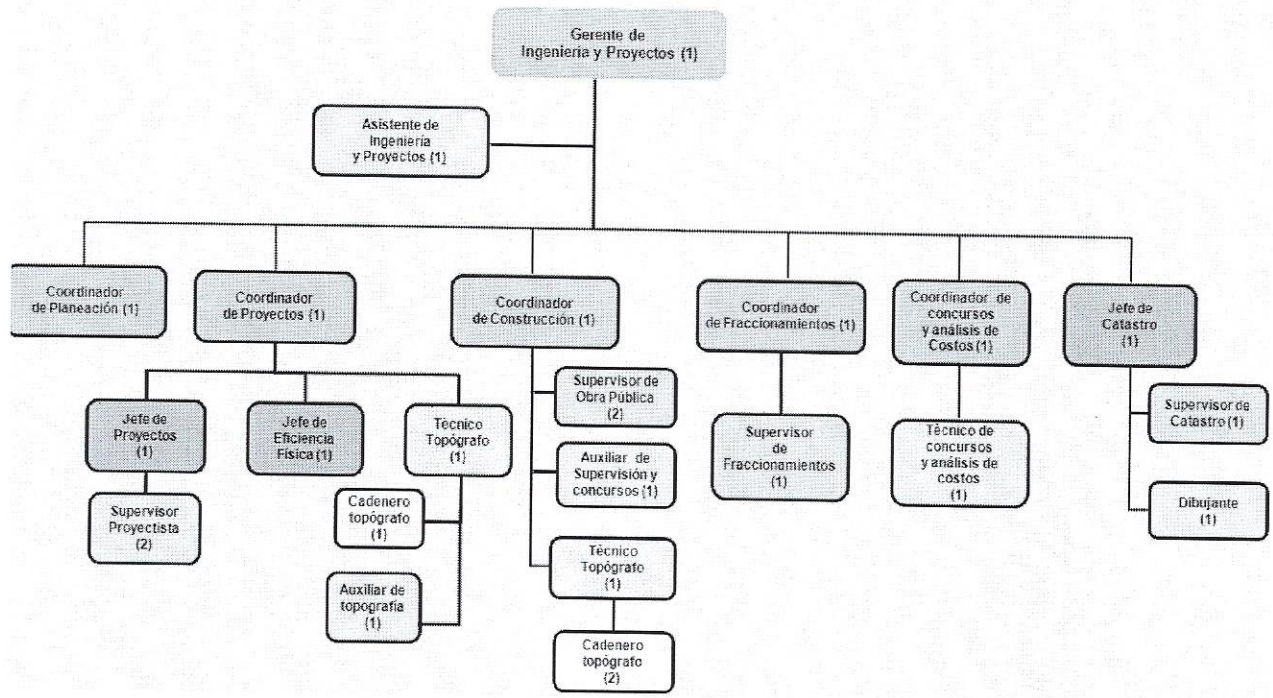 Gerente de
Ingeniería y Proyectos (1)
Asistente de
Ingeniería
y Proyectos (1)
Coordinador
de Planeación (1)
Coordinador
de Proyectos (1)
Coordinador
de Construcción (1)
Coordinador
de Fraccionamientos (1)
Coordinador de
concursos
y análisis de
Costos (1)
Jefe de
Catastro
(1)
Jefe de
Proyectos
(1)
Jefe de
Eficiencia
Física (1)
Técnico
Topógrafo
(1)
Supervisor
Proyectista
(2)
Cadenero
topógrafo
(1)
Auxiliar de
topografía
(1)
Supervisor de
Obra Pública
(2)
Auxiliar de
Supervisión y
concursos (1)
Técnico
Topógrafo
(1)
Cadenero
topógrafo
(2)
Supervisor
de
Fraccionamientos
(1)
Técnico de
concursos
y análisis de
costos
(1)
Supervisor de
Catastro (1)
Dibujante
(1)